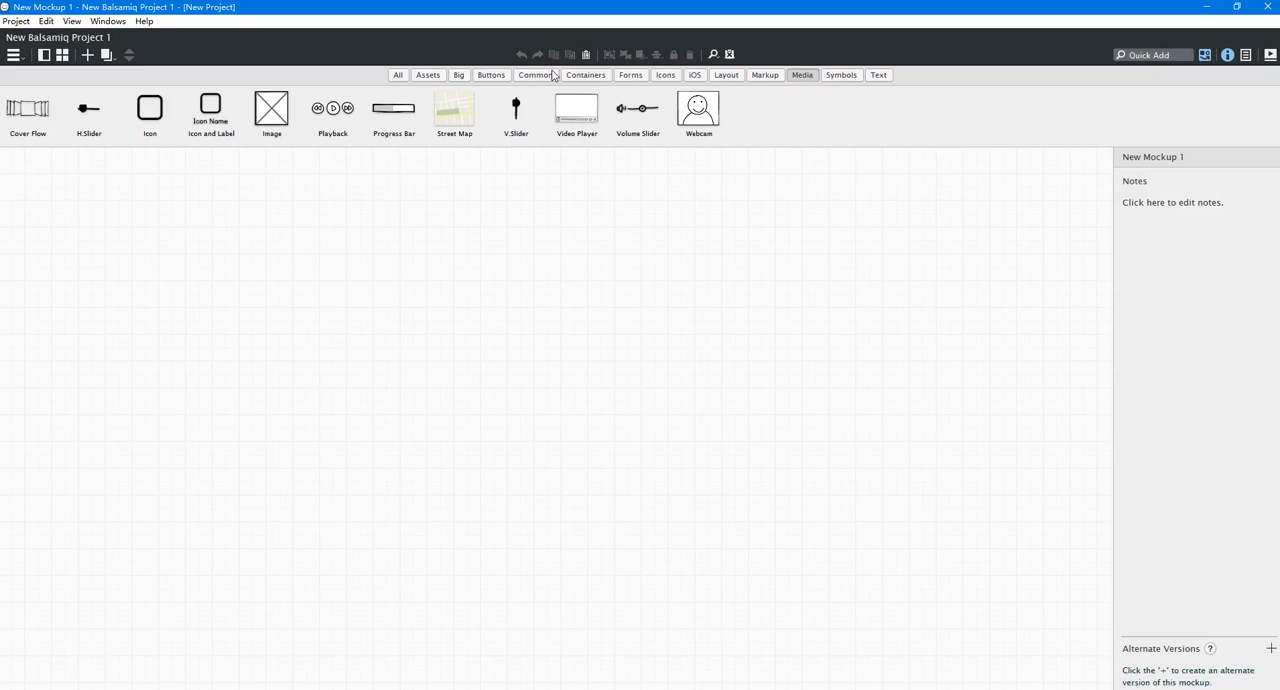 New Mockup 1 - New Balsamiq Project 1 - [New Project]
Project Edit View Windows Help
New Balsamiq Project 1
Quick Add
All Assets Big Buttons Common Containers Forms Icons iOS Layout Markup Media Symbols Text
Icon Name
Cover Flow H.Slider Icon Icon and Label Image Playback Progress Bar Street Map V.Slider Video Player Volume Slider Webcam
New Mockup 1
Notes
Click here to edit notes.
Alternate Versions ?
Click the '+' to create an alternate
version of this mockup.